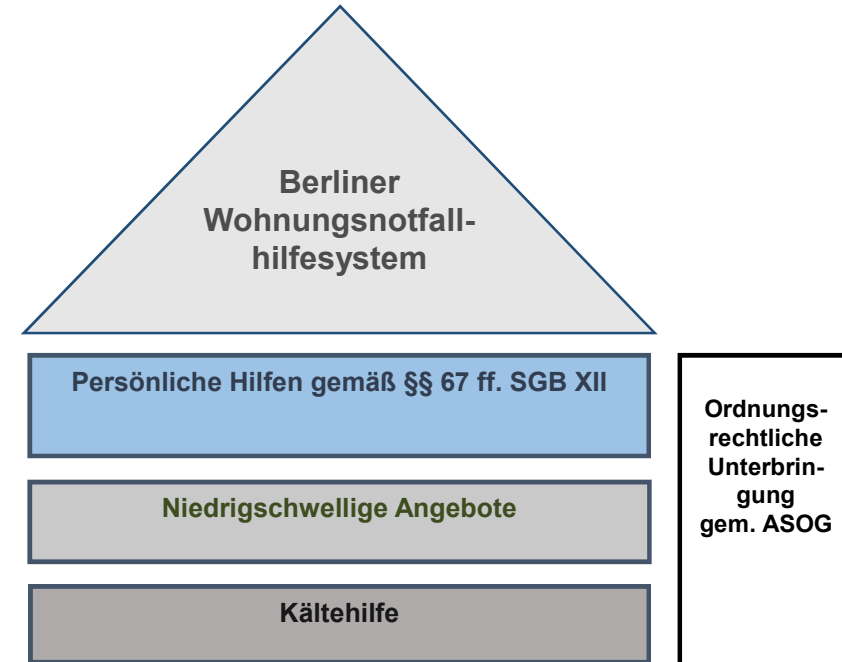 Berliner
Wohnungsnotfall-
hilfesystem
Persönliche Hilfen gemäß §§ 67 ff. SGB XII
Niedrigschwellige Angebote
Kältehilfe
Ordnungs-
rechtliche
Unterbrin-
gung
gem. ASOG